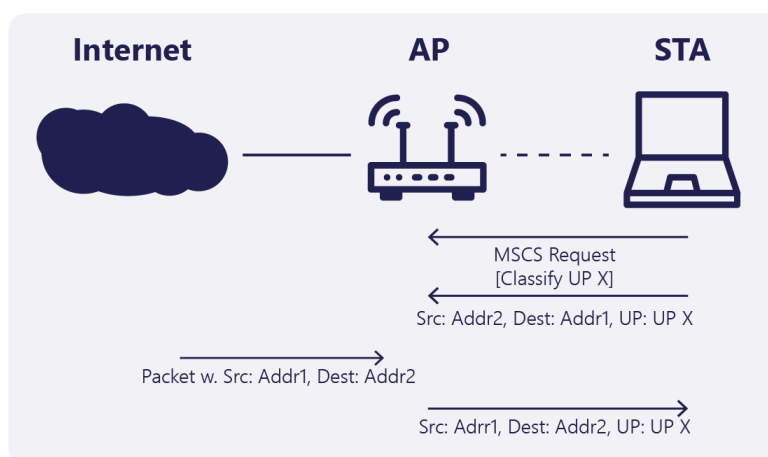 Internet
AP
STA
MSCS Request
[Classify UP X]
Src: Addr2, Dest: Addr1, UP: UP X
Packet w. Src: Addr1, Dest: Addr2
Src: Adrr1, Dest: Addr2, UP: UP X